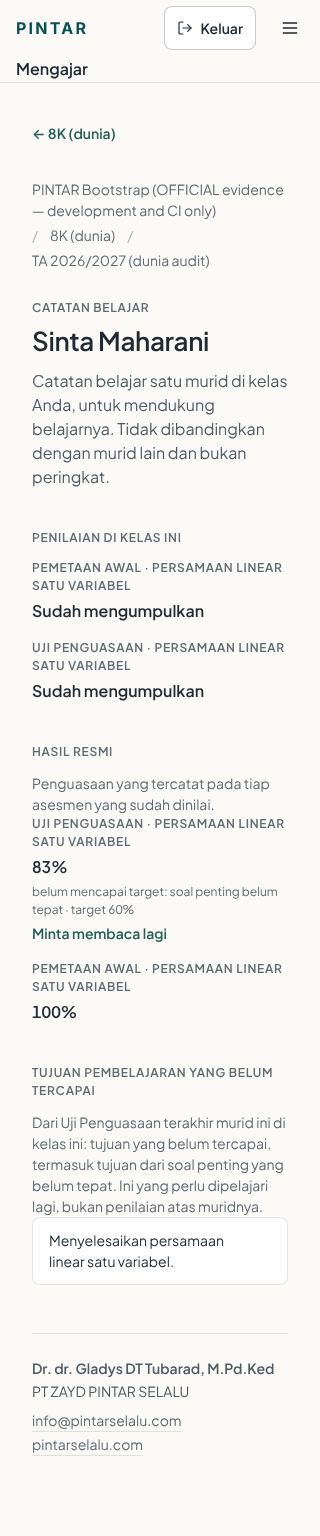 PINTAR
Keluar
Mengajar
← 8K (dunia)
PINTAR Bootstrap (OFFICIAL evidence
— development and CI only)
/ 8K (dunia) /
TA 2026/2027 (dunia audit)
CATATAN BELAJAR
Sinta Maharani
Catatan belajar satu murid di kelas
Anda, untuk mendukung
belajarnya. Tidak dibandingkan
dengan murid lain dan bukan
peringkat.
PENILAIAN DI KELAS INI
PEMETAAN AWAL · PERSAMAAN LINEAR
SATU VARIABEL
Sudah mengumpulkan
UJI PENGUASAAN · PERSAMAAN LINEAR
SATU VARIABEL
Sudah mengumpulkan
HASIL RESMI
Penguasaan yang tercatat pada tiap
asesmen yang sudah dinilai.
UJI PENGUASAAN · PERSAMAAN LINEAR
SATU VARIABEL
83%
belum mencapai target: soal penting belum
tepat · target 60%
Minta membaca lagi
PEMETAAN AWAL · PERSAMAAN LINEAR
SATU VARIABEL
100%
TUJUAN PEMBELAJARAN YANG BELUM
TERCAPAI
Dari Uji Penguasaan terakhir murid ini di
kelas ini: tujuan yang belum tercapai,
termasuk tujuan dari soal penting yang
belum tepat. Ini yang perlu dipelajari
lagi, bukan penilaian atas muridnya.
Menyelesaikan persamaan
linear satu variabel.
Dr. dr. Gladys DT Tubarad, M.Pd.Ked
PT ZAYD PINTAR SELALU
info@pintarselalu.com
pintarselalu.com